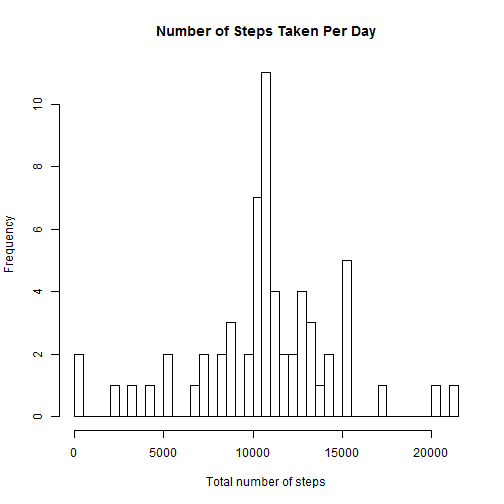 Number of Steps Taken Per Day
Frequency
10
8
6
4
2
0
0 5000 10000 15000 20000
Total number of steps